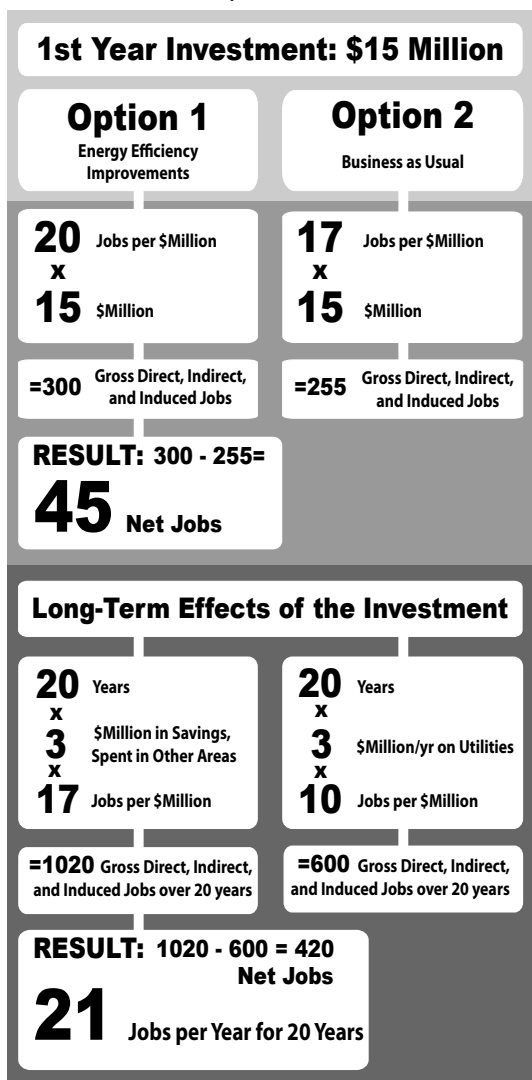 1st Year Investment: $15 Million
Option 1
Energy Efficiency
Improvements
Option 2
Business as Usual
20 Jobs per $Million
x
15 $Million
17 Jobs per $Million
x
15 $Million
=300 Gross Direct, Indirect,
and Induced Jobs
=255 Gross Direct, Indirect,
and Induced Jobs
RESULT: 300 - 255=
45 Net Jobs
Long-Term Effects of the Investment
20 Years
x
3 $Million in Savings,
Spent in Other Areas
x
17 Jobs per $Million
20 Years
x
3 $Million/yr on Utilities
x
10 Jobs per $Million
=1020 Gross Direct, Indirect,
and Induced Jobs over 20 years
=600 Gross Direct, Indirect,
and Induced Jobs over 20 years
RESULT: 1020 - 600 = 420
Net Jobs
21 Jobs per Year for 20 Years